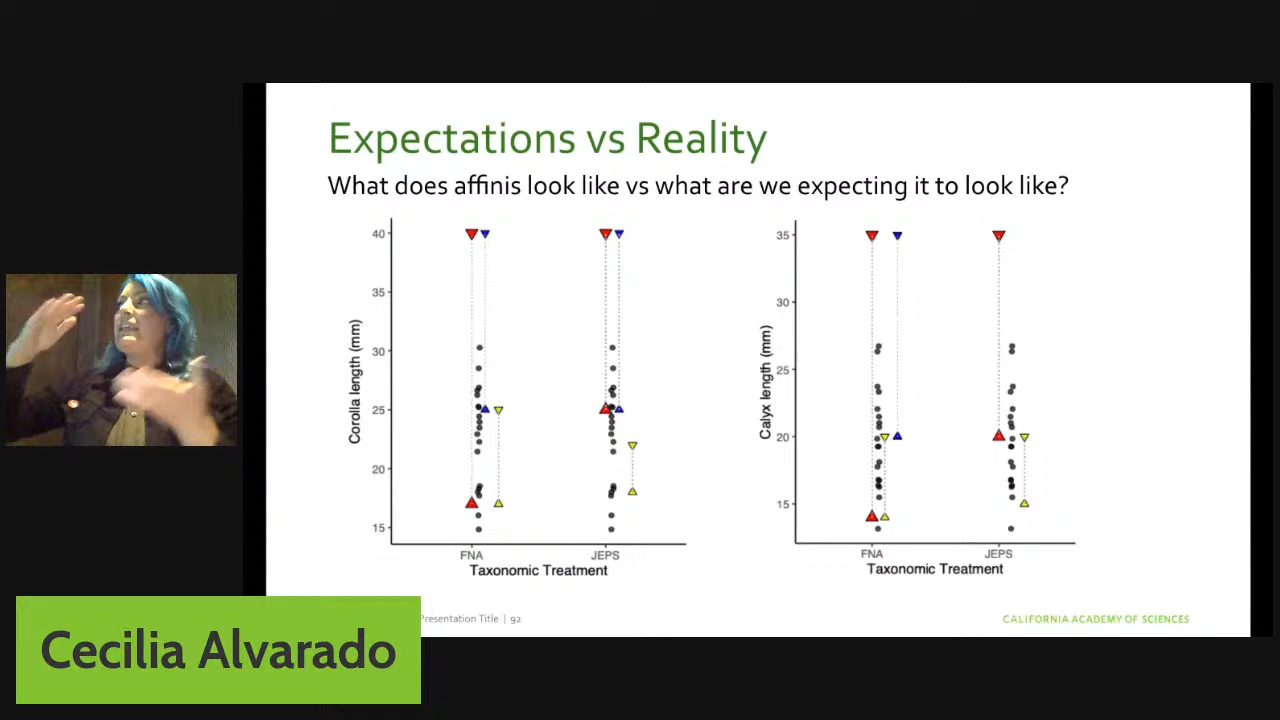 Expectations vs Reality
What does affinis look like vs what are we expecting it to look like?
Corolla length (mm)
40
35
30
25
20
15
FNA
JEPS
Taxonomic Treatment
Calyx length (mm)
35
30
25
20
15
FNA
JEPS
Taxonomic Treatment
Presentation Title | 92
CALIFORNIA ACADEMY OF SCIENCES
Cecilia Alvarado